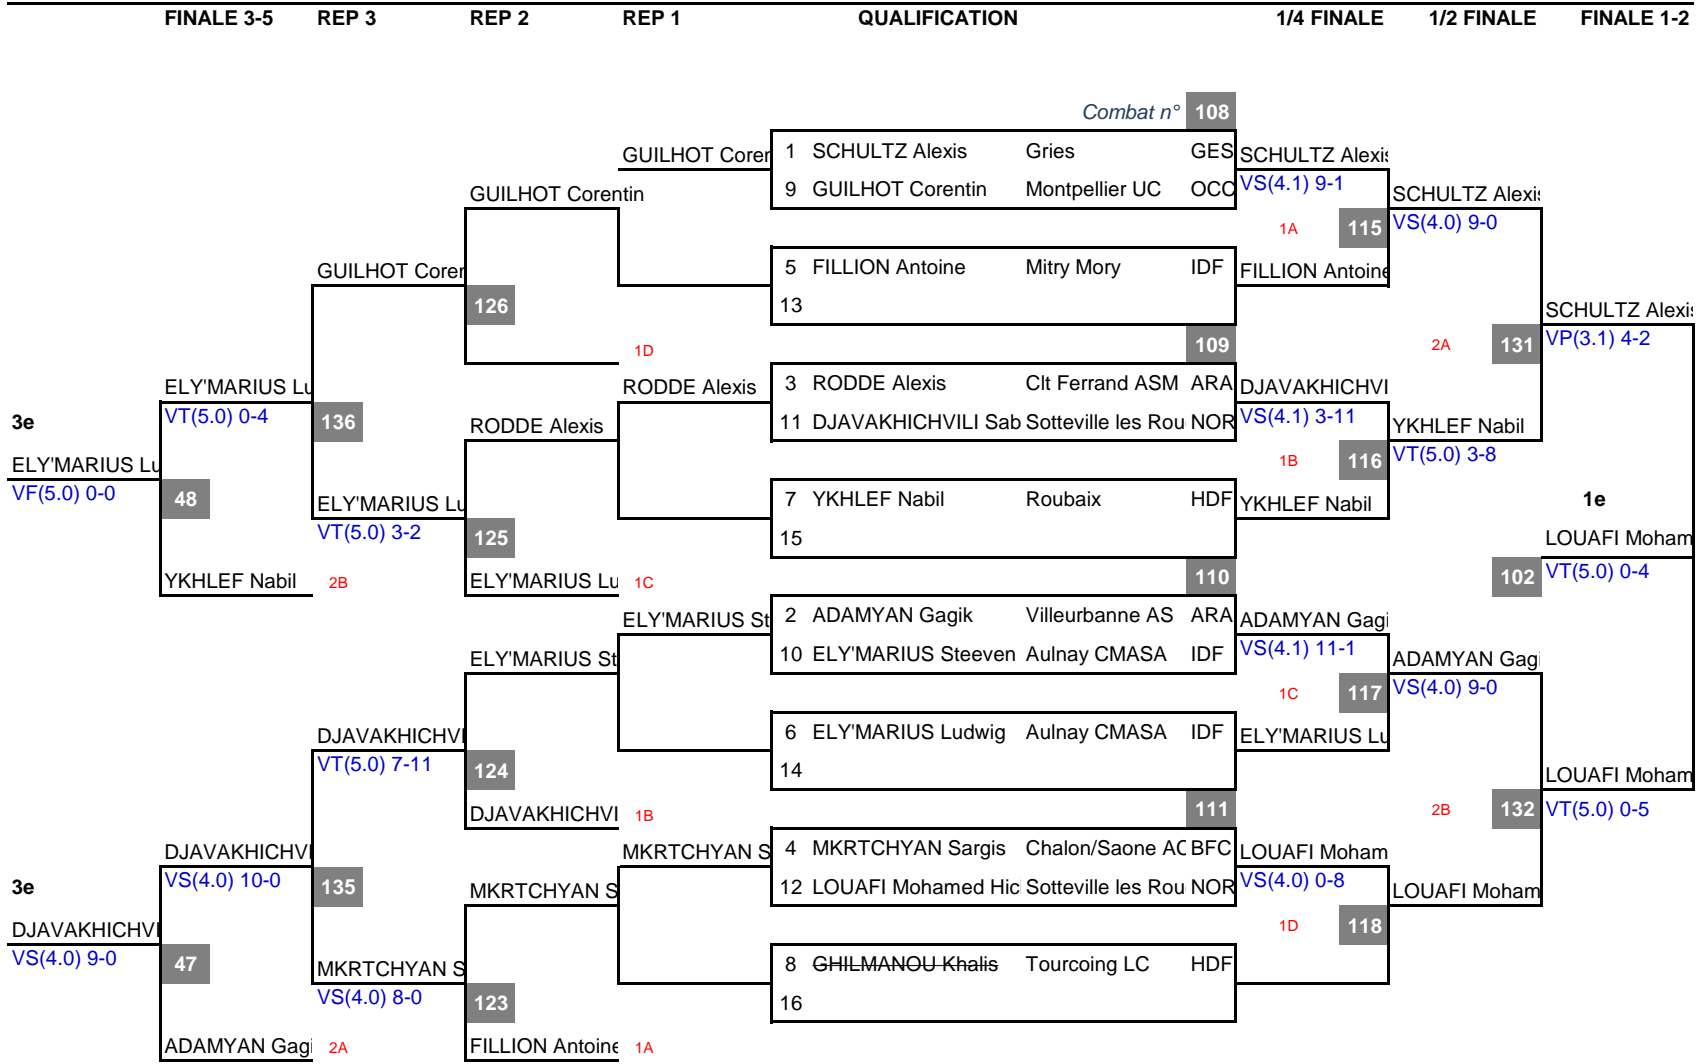 FINALE 3-5 REP 3 REP 2 REP 1 QUALIFICATION 1/4 FINALE 1/2 FINALE FINALE 1-2
Combat n° 108
GUILHOT Coren 1 SCHULTZ Alexis Gries GES SCHULTZ Alexis
GUILHOT Corentin 9 GUILHOT Corentin Montpellier UC OCC VS(4.1) 9-1 SCHULTZ Alexis
1A 115 VS(4.0) 9-0
GUILHOT Coren 5 FILLION Antoine Mitry Mory IDF FILLION Antoine
126 13 SCHULTZ Alexis
1D 109 2A 131 VP(3.1) 4-2
ELY'MARIUS Lu RODDE Alexis 3 RODDE Alexis Clt Ferrand ASM ARA DJAVAKHICHVI
3e VT(5.0) 0-4 136 RODDE Alexis 11 DJAVAKHICHVILI Sab Sotteville les Rou NOR VS(4.1) 3-11 YKHLEF Nabil
ELY'MARIUS Lu 1B 116 VT(5.0) 3-8
VF(5.0) 0-0 48 ELY'MARIUS Lu 7 YKHLEF Nabil Roubaix HDF YKHLEF Nabil 1e
VT(5.0) 3-2 125 15 LOUAFI Moham
YKHLEF Nabil 2B ELY'MARIUS Lu 1C 110 102 VT(5.0) 0-4
ELY'MARIUS St 2 ADAMYAN Gagik Villeurbanne AS ARA ADAMYAN Gagi
ELY'MARIUS St 10 ELY'MARIUS Steeven Aulnay CMASA IDF VS(4.1) 11-1 ADAMYAN Gagi
1C 117 VS(4.0) 9-0
DJAVAKHICHVI 6 ELY'MARIUS Ludwig Aulnay CMASA IDF ELY'MARIUS Lu
VT(5.0) 7-11 124 14 LOUAFI Moham
DJAVAKHICHVI 1B 111 2B 132 VT(5.0) 0-5
DJAVAKHICHVI MKRTCHYAN S 4 MKRTCHYAN Sargis Chalon/Saone AC BFC LOUAFI Moham
3e VS(4.0) 10-0 135 MKRTCHYAN S 12 LOUAFI Mohamed Hic Sotteville les Rou NOR VS(4.0) 0-8 LOUAFI Moham
DJAVAKHICHVI 1D 118
VS(4.0) 9-0 47 MKRTCHYAN S 8 GHILMANOU Khalis Tourcoing LC HDF
VS(4.0) 8-0 123 16
ADAMYAN Gagi 2A FILLION Antoine 1A